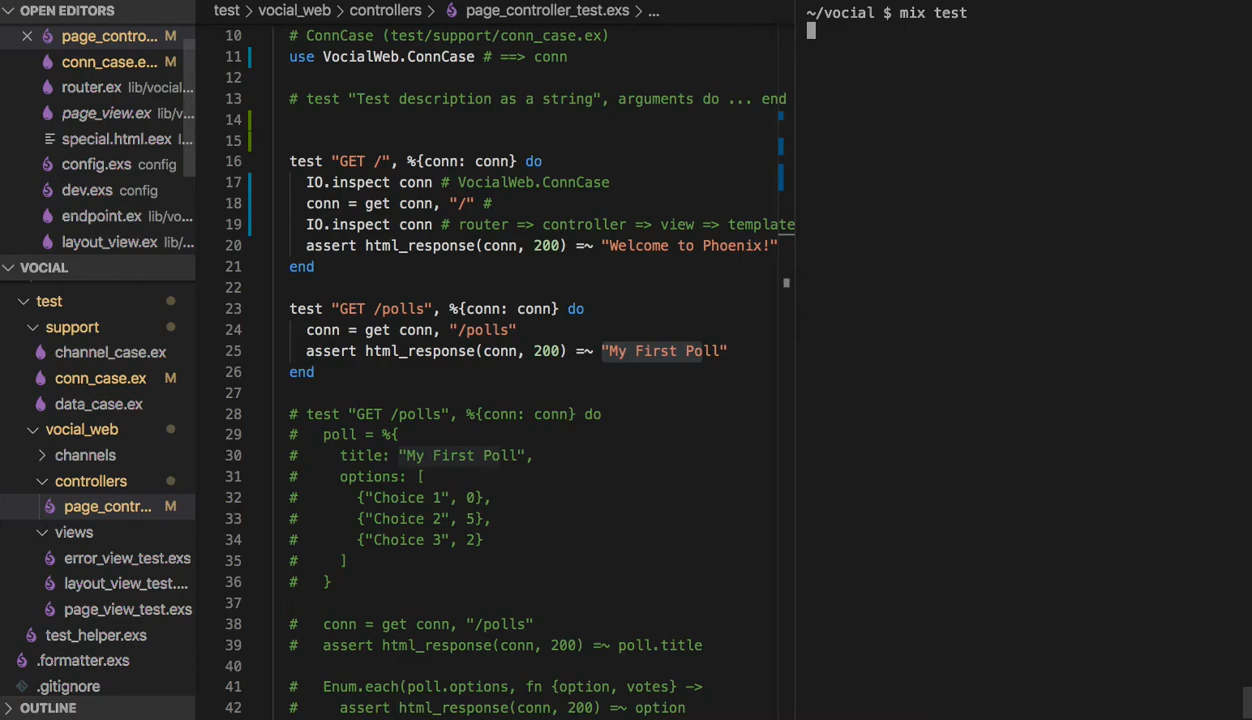 OPEN EDITORS
page_contro... M
conn_case.e... M
router.ex lib/vocial...
page_view.ex lib/v...
special.html.eex l...
config.exs config
dev.exs config
endpoint.ex lib/vo...
layout_view.ex lib/...
VOCIAL
test
support
channel_case.ex
conn_case.ex M
data_case.ex
vocial_web
channels
controllers
page_contr... M
views
error_view_test.exs
layout_view_test....
page_view_test.exs
test_helper.exs
.formatter.exs
.gitignore
OUTLINE
test > vocial_web > controllers > page_controller_test.exs > ...
10 # ConnCase (test/support/conn_case.ex)
11 use VocialWeb.ConnCase # ==> conn
12
13 # test "Test description as a string", arguments do ... end
14
15
16 test "GET /", %{conn: conn} do
17 IO.inspect conn # VocialWeb.ConnCase
18 conn = get conn, "/" #
19 IO.inspect conn # router => controller => view => template
20 assert html_response(conn, 200) =~ "Welcome to Phoenix!"
21 end
22
23 test "GET /polls", %{conn: conn} do
24 conn = get conn, "/polls"
25 assert html_response(conn, 200) =~ "My First Poll"
26 end
27
28 # test "GET /polls", %{conn: conn} do
29 # poll = %{
30 # title: "My First Poll",
31 # options: [
32 # {"Choice 1", 0},
33 # {"Choice 2", 5},
34 # {"Choice 3", 2}
35 # ]
36 # }
37
38 # conn = get conn, "/polls"
39 # assert html_response(conn, 200) =~ poll.title
40
41 # Enum.each(poll.options, fn {option, votes} ->
42 # assert html_response(conn, 200) =~ option
~/vocial $ mix test